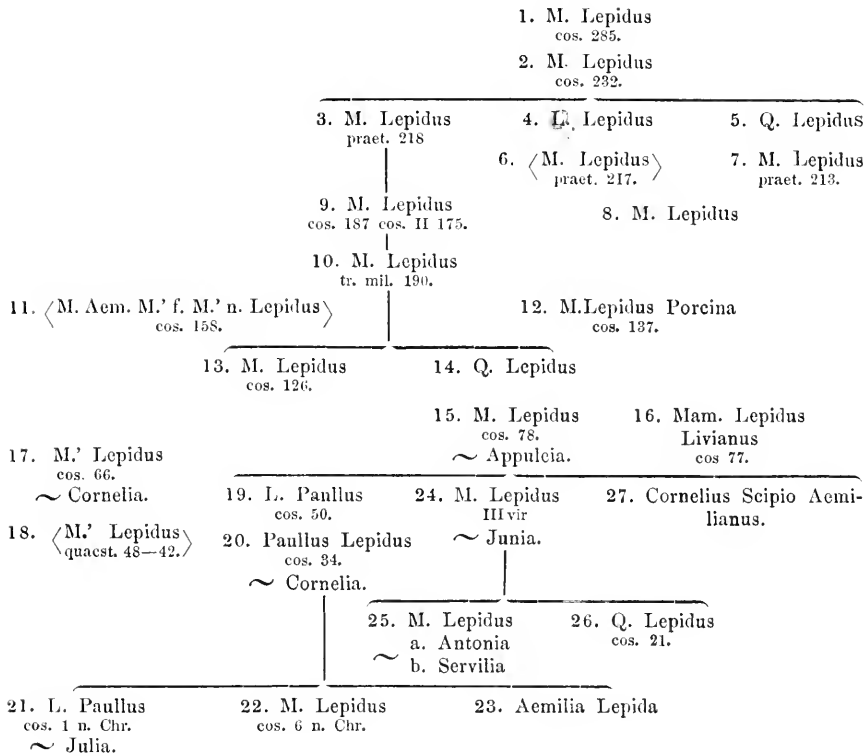 1. M. Lepidus
cos. 285.
2. M. Lepidus
cos. 232.
3. M. Lepidus 4. L. Lepidus 5. Q. Lepidus
praet. 218
6. ⟨M. Lepidus⟩ 7. M. Lepidus
praet. 217. praet. 213.
9. M. Lepidus 8. M. Lepidus
cos. 187 cos. II 175.
10. M. Lepidus
tr. mil. 190.
11. ⟨M. Aem. M.' f. M.' n. Lepidus⟩ 12. M.Lepidus Porcina
cos. 158. cos. 137.
13. M. Lepidus 14. Q. Lepidus
cos. 126.
15. M. Lepidus 16. Mam. Lepidus
cos. 78. Livianus
~ Appuleia. cos 77.
17. M.' Lepidus
cos. 66.
~ Cornelia.
19. L. Paullus 24. M. Lepidus 27. Cornelius Scipio Aemi-
cos. 50. IIIvir lianus.
18. ⟨M.' Lepidus⟩ 20. Paullus Lepidus ~ Junia.
quaest. 48—42. cos. 34.
~ Cornelia.
25. M. Lepidus 26. Q. Lepidus
a. Antonia cos. 21.
~ b. Servilia
21. L. Paullus 22. M. Lepidus 23. Aemilia Lepida
cos. 1 n. Chr. cos. 6 n. Chr.
~ Julia.